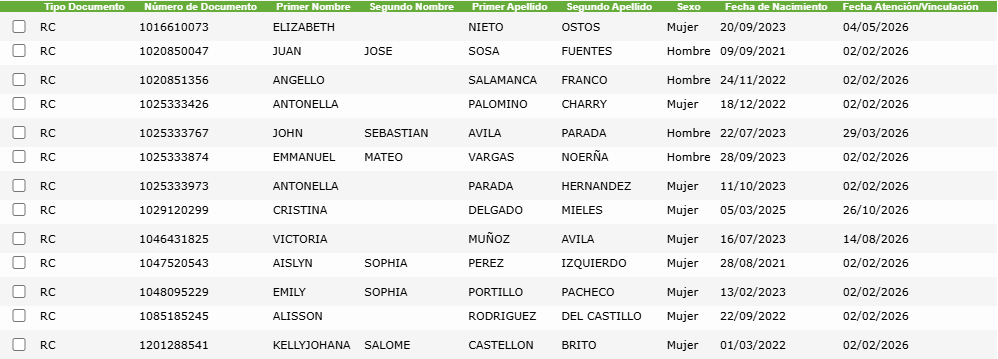 Tipo Documento Número de Documento Primer Nombre Segundo Nombre Primer Apellido Segundo Apellido Sexo Fecha de Nacimiento Fecha Atención/Vinculación
RC 1016610073 ELIZABETH NIETO OSTOS Mujer 20/09/2023 04/05/2026
RC 1020850047 JUAN JOSE SOSA FUENTES Hombre 09/09/2021 02/02/2026
RC 1020851356 ANGELLO SALAMANCA FRANCO Hombre 24/11/2022 02/02/2026
RC 1025333426 ANTONELLA PALOMINO CHARRY Mujer 18/12/2022 02/02/2026
RC 1025333767 JOHN SEBASTIAN AVILA PARADA Hombre 22/07/2023 29/03/2026
RC 1025333874 EMMANUEL MATEO VARGAS NOERÑA Hombre 28/09/2023 02/02/2026
RC 1025333973 ANTONELLA PARADA HERNANDEZ Mujer 11/10/2023 02/02/2026
RC 1029120299 CRISTINA DELGADO MIELES Mujer 05/03/2025 26/10/2026
RC 1046431825 VICTORIA MUÑOZ AVILA Mujer 16/07/2023 14/08/2026
RC 1047520543 AISLYN SOPHIA PEREZ IZQUIERDO Mujer 28/08/2021 02/02/2026
RC 1048095229 EMILY SOPHIA PORTILLO PACHECO Mujer 13/02/2023 02/02/2026
RC 1085185245 ALISSON RODRIGUEZ DEL CASTILLO Mujer 22/09/2022 02/02/2026
RC 1201288541 KELLYJOHANA SALOME CASTELLON BRITO Mujer 01/03/2022 02/02/2026